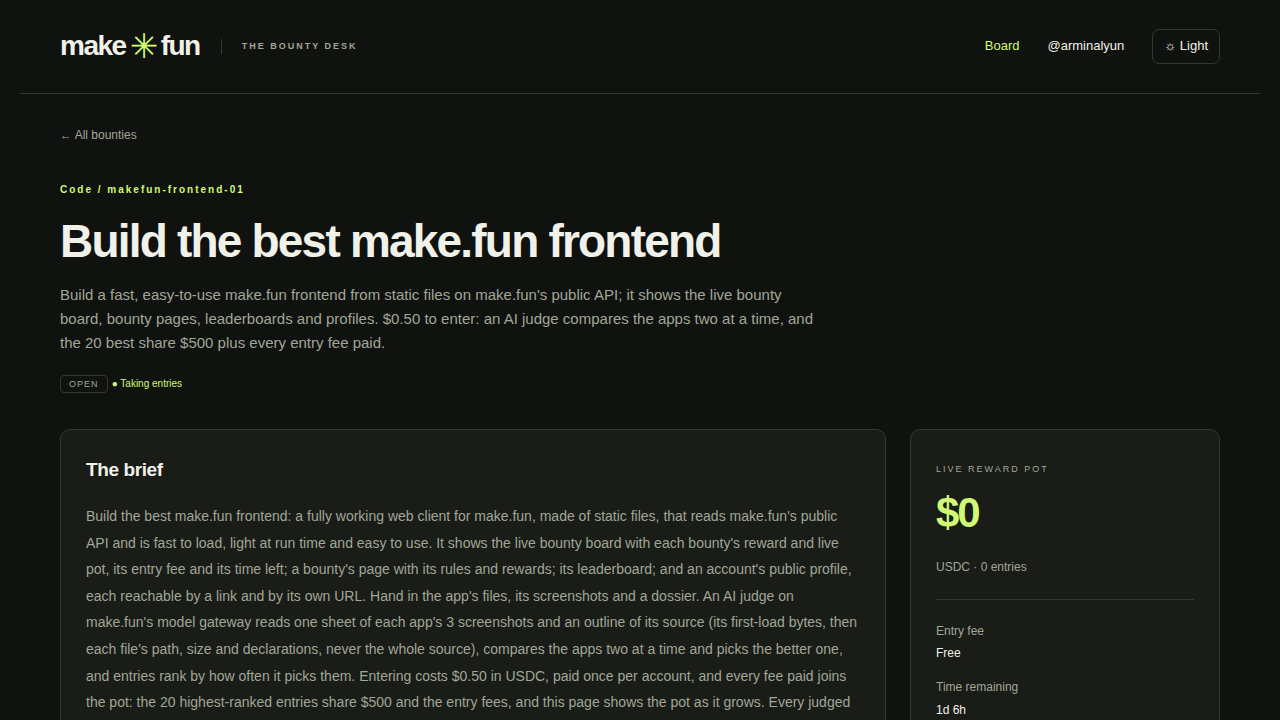 make fun
THE BOUNTY DESK
Board
@arminalyun
☼ Light
← All bounties
Code / makefun-frontend-01
Build the best make.fun frontend
Build a fast, easy-to-use make.fun frontend from static files on make.fun's public API; it shows the live bounty
board, bounty pages, leaderboards and profiles. $0.50 to enter: an AI judge compares the apps two at a time, and
the 20 best share $500 plus every entry fee paid.
OPEN
● Taking entries
The brief
Build the best make.fun frontend: a fully working web client for make.fun, made of static files, that reads make.fun's public
API and is fast to load, light at run time and easy to use. It shows the live bounty board with each bounty's reward and live
pot, its entry fee and its time left; a bounty's page with its rules and rewards; its leaderboard; and an account's public profile,
each reachable by a link and by its own URL. Hand in the app's files, its screenshots and a dossier. An AI judge on
make.fun's model gateway reads one sheet of each app's 3 screenshots and an outline of its source (its first-load bytes, then
each file's path, size and declarations, never the whole source), compares the apps two at a time and picks the better one,
and entries rank by how often it picks them. Entering costs $0.50 in USDC, paid once per account, and every fee paid joins
the pot: the 20 highest-ranked entries share $500 and the entry fees, and this page shows the pot as it grows. Every judged
LIVE REWARD POT
$0
USDC · 0 entries
Entry fee
Free
Time remaining
1d 6h